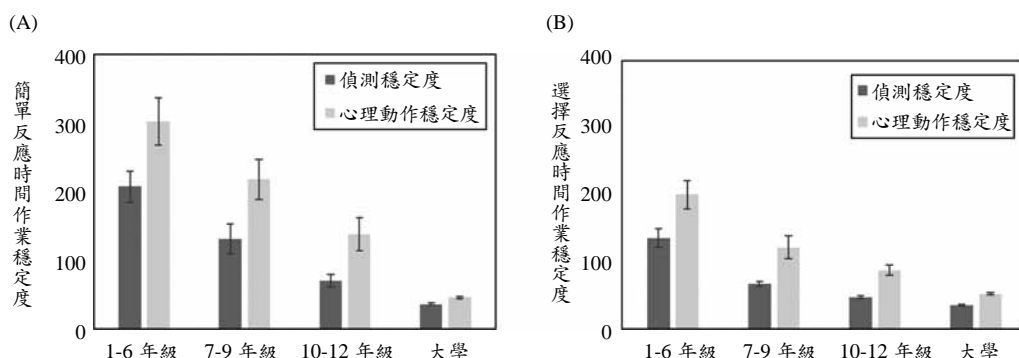 (A)
簡單反應時間作業穩定度
400
300
200
100
0
偵測穩定度
心理動作穩定度
1-6 年級 7-9 年級 10-12 年級 大學
(B)
選擇反應時間作業穩定度
400
300
200
100
0
偵測穩定度
心理動作穩定度
1-6 年級 7-9 年級 10-12 年級 大學